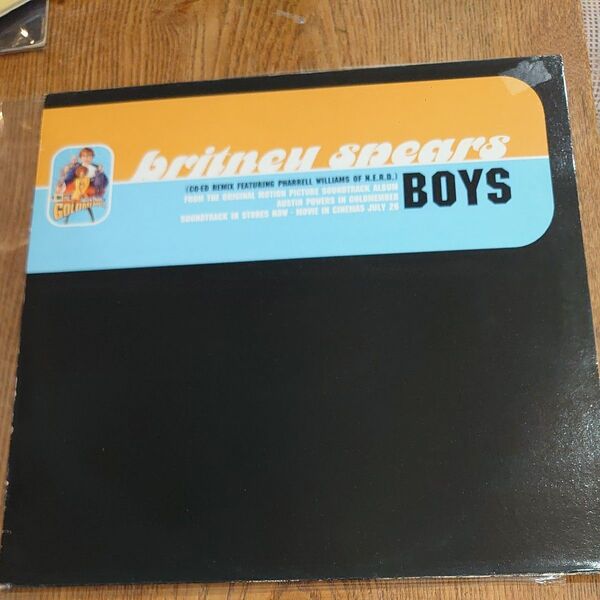 britney spears
(CO-ED REMIX FEATURING PHARRELL WILLIAMS OF N.E.R.D.)
FROM THE ORIGINAL MOTION PICTURE SOUNDTRACK ALBUM
AUSTIN POWERS IN GOLDMEMBER
SOUNDTRACK IN STORES NOW - MOVIE IN CINEMAS JULY 26
BOYS
GOLDMEMBER